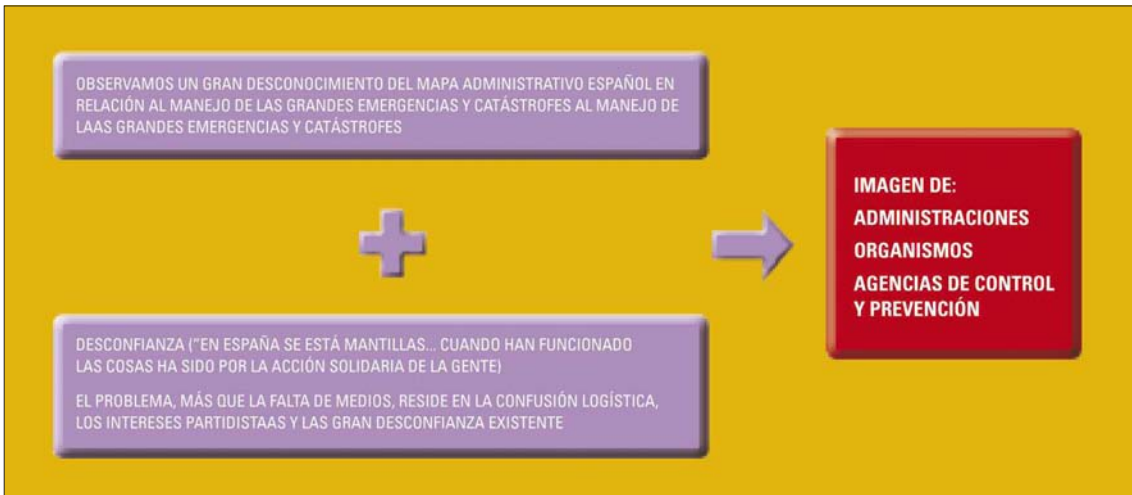 OBSERVAMOS UN GRAN DESCONOCIMIENTO DEL MAPA ADMINISTRATIVO ESPAÑOL EN
RELACIÓN AL MANEJO DE LAS GRANDES EMERGENCIAS Y CATÁSTROFES AL MANEJO DE
LAAS GRANDES EMERGENCIAS Y CATÁSTROFES
DESCONFIANZA ("EN ESPAÑA SE ESTÁ MANTILLAS... CUANDO HAN FUNCIONADO
LAS COSAS HA SIDO POR LA ACCIÓN SOLIDARIA DE LA GENTE)
EL PROBLEMA, MÁS QUE LA FALTA DE MEDIOS, RESIDE EN LA CONFUSIÓN LOGÍSTICA,
LOS INTERESES PARTIDISTAAS Y LAS GRAN DESCONFIANZA EXISTENTE
IMAGEN DE:
ADMINISTRACIONES
ORGANISMOS
AGENCIAS DE CONTROL
Y PREVENCIÓN